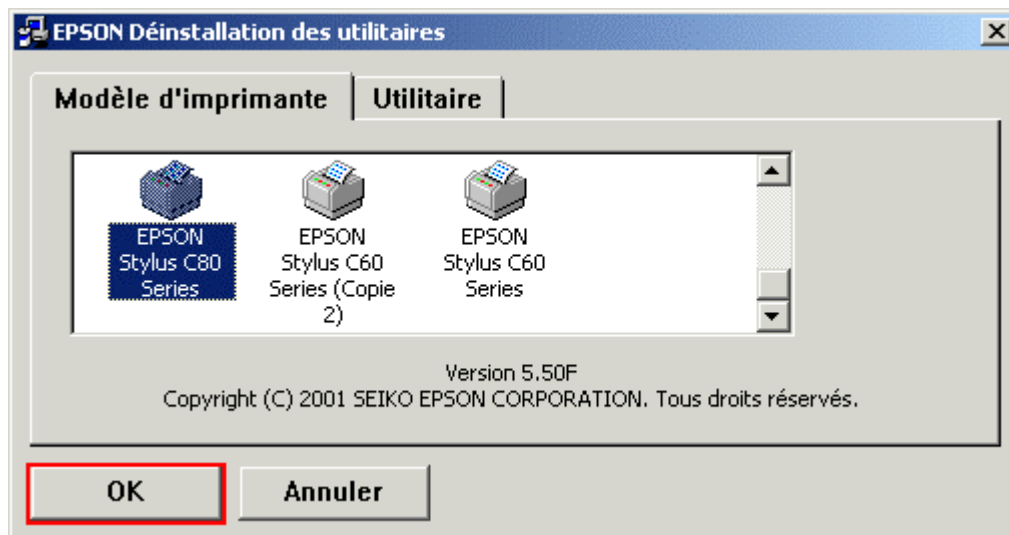 EPSON Déinstallation des utilitaires
Modèle d'imprimante
Utilitaire
EPSON
Stylus C80
Series
EPSON
Stylus C60
Series (Copie
2)
EPSON
Stylus C60
Series
Version 5.50F
Copyright (C) 2001 SEIKO EPSON CORPORATION. Tous droits réservés.
OK
Annuler